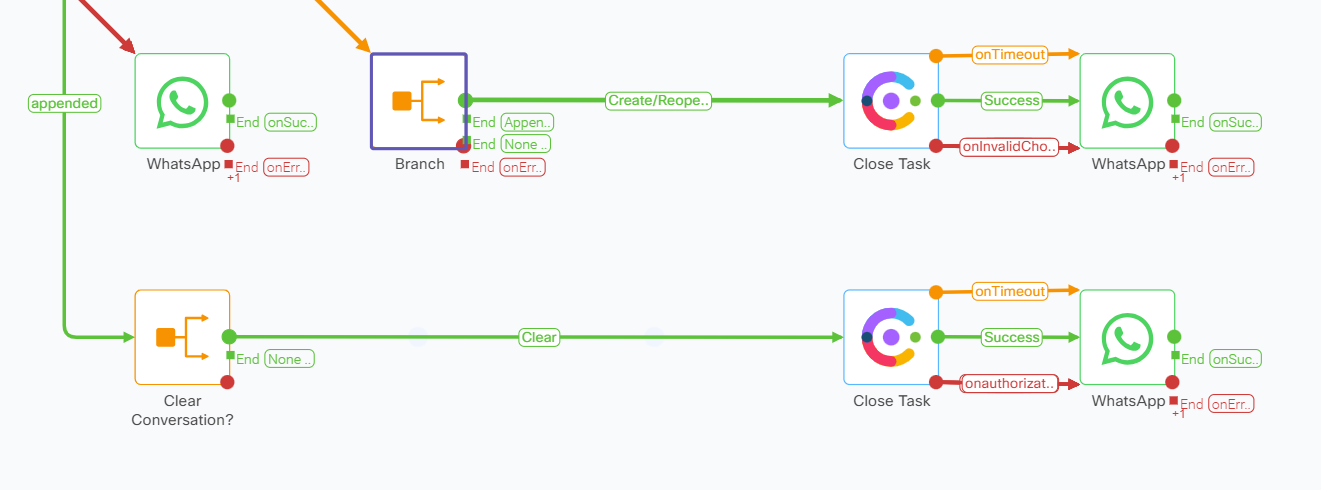 appended
WhatsApp
End onSuc..
End onErr..
+1
Branch
End Appen..
End None ..
End onErr..
Create/Reope..
Close Task
onTimeout
Success
onInvalidCho..
WhatsApp
End onSuc..
End onErr..
+1
Clear
Conversation?
End None ..
Clear
Close Task
onTimeout
Success
onauthorizat..
WhatsApp
End onSuc..
End onErr..
+1